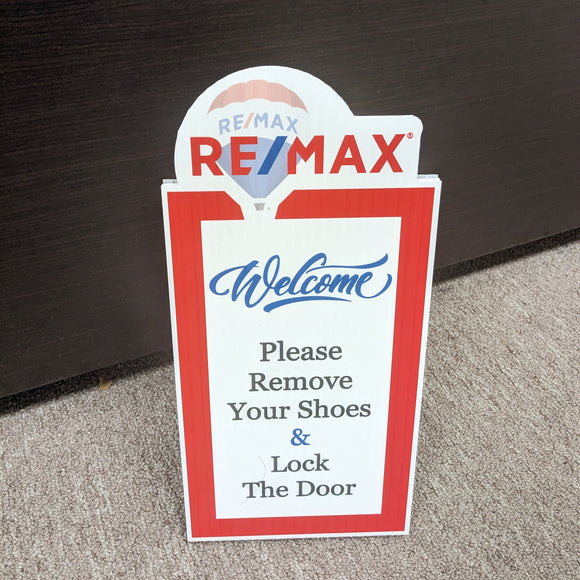 RE/MAX
RE/MAX®
Welcome
Please
Remove
Your Shoes
&
Lock
The Door